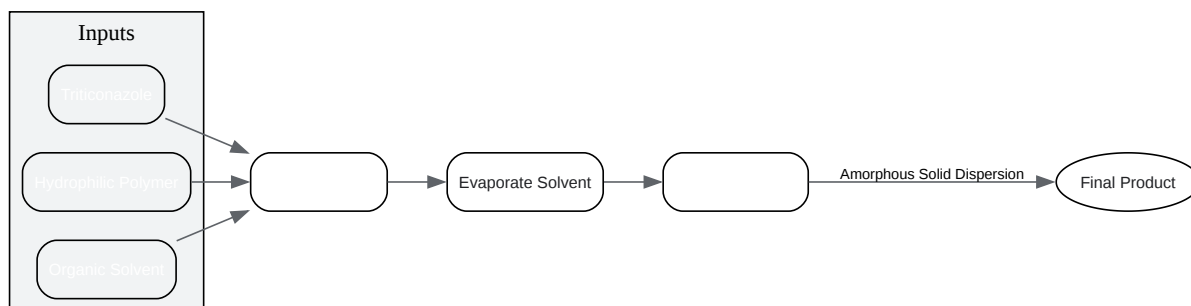 Inputs
Triticonazole
Hydrophilic Polymer
Organic Solvent
Evaporate Solvent
Amorphous Solid Dispersion
Final Product